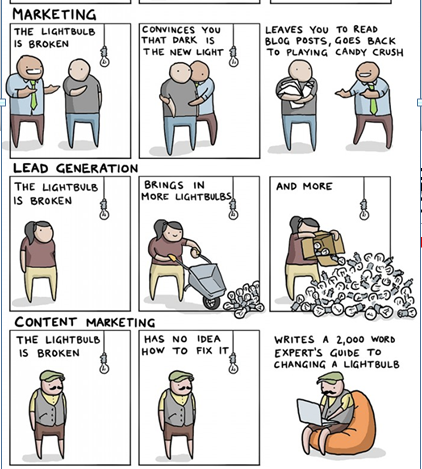 MARKETING
THE LIGHTBULB
IS BROKEN
CONVINCES YOU
THAT DARK IS
THE NEW LIGHT
LEAVES YOU TO READ
BLOG POSTS, GOES BACK
TO PLAYING CANDY CRUSH
LEAD GENERATION
THE LIGHTBULB
IS BROKEN
BRINGS IN
MORE LIGHTBULBS
AND MORE
CONTENT MARKETING
THE LIGHTBULB
IS BROKEN
HAS NO IDEA
HOW TO FIX IT
WRITES A 2,000 WORD
EXPERT'S GUIDE TO
CHANGING A LIGHTBULB